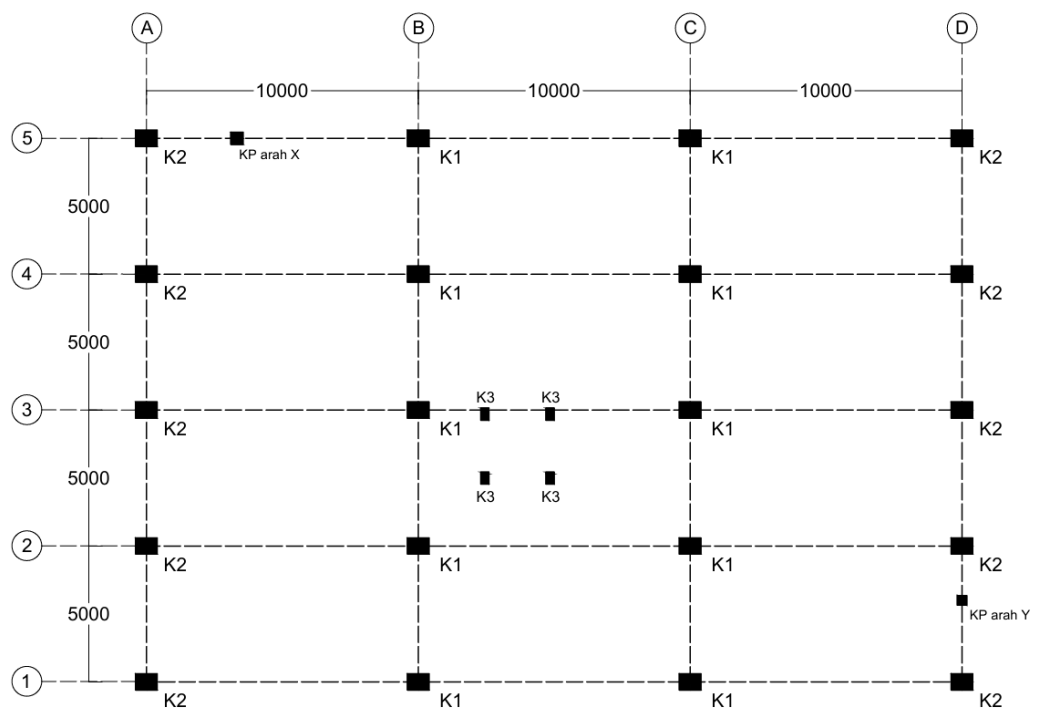 A B C D
10000 10000 10000
5
K2 KP arah X K1 K1 K2
5000
4
K2 K1 K1 K2
5000
K3 K3
3
K2 K1 K1 K2
5000
K3 K3
2
K2 K1 K1 K2
5000 KP arah Y
1
K2 K1 K1 K2